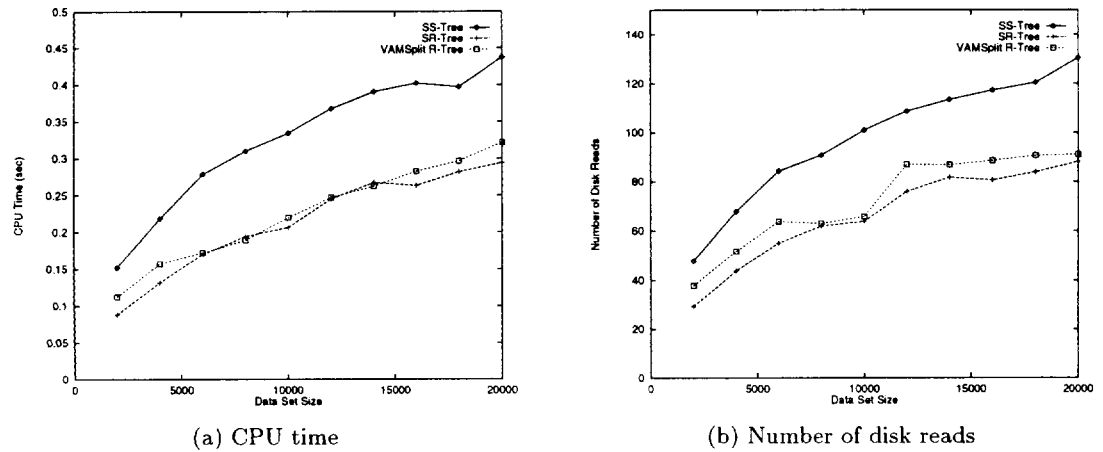 0.5
0.45
0.4
0.35
0.3
0.25
0.2
0.15
0.1
0.05
0
CPU Time (sec)
SS-Tree
SR-Tree
VAMSplit R-Tree
0 5000 10000 15000 20000
Data Set Size
(a) CPU time
140
120
100
80
60
40
20
0
Number of Disk Reads
SS-Tree
SR-Tree
VAMSplit R-Tree
0 5000 10000 15000 20000
Data Set Size
(b) Number of disk reads